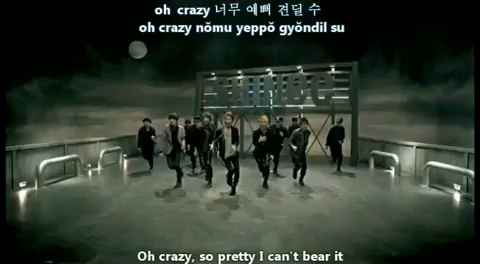 oh crazy 너무 예뻐 견딜 수
oh crazy nŏmu yeppŏ gyŏndil su
SHINee
Oh crazy, so pretty I can't bear it